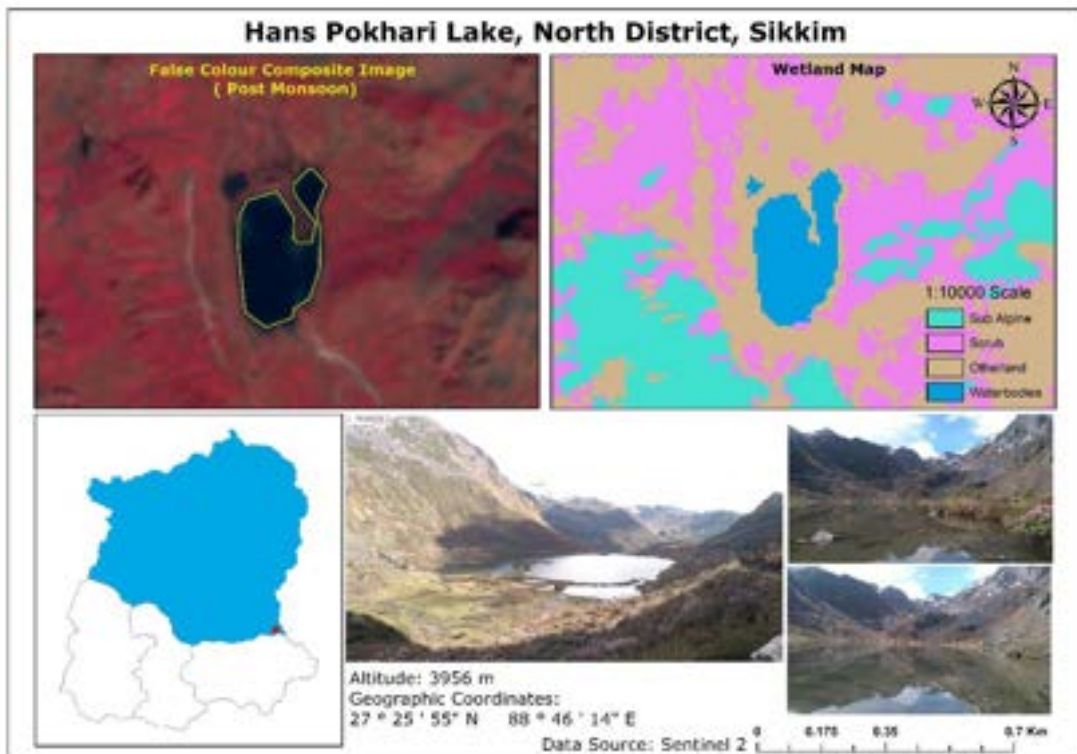 Hans Pokhari Lake, North District, Sikkim
False Colour Composite Image
( Post Monsoon)
Wetland Map
N
W
E
S
1:10000 Scale
Sub Alpine
Scrub
Otherland
Waterbodies
Altitude: 3956 m
Geographic Coordinates:
27 ° 25 ' 55" N 88 ° 46 ' 14" E
Data Source: Sentinel 2
0 0.175 0.35 0.7 Km